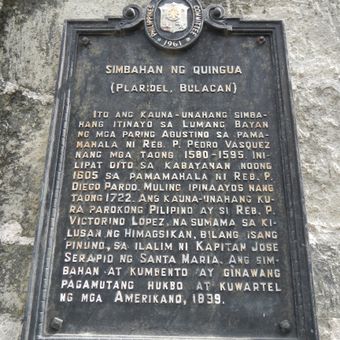 PHILIPPINE
COMMITTEE
1961
SIMBAHAN NG QUINGUA
(PLARIDEL, BULACAN)
ITO ANG KAUNA-UNAHANG SIMBA-
HANG ITINAYO SA LUMANG BAYAN
NG MGA PARING AGUSTINO SA PAMA-
MAHALA NI REB. P. PEDRO VASQUEZ
NANG MGA TAONG 1580-1595. INI-
LIPAT DITO SA KABAYANAN NOONG
1605 SA PAMAMAHALA NI REB. P.
DIEGO PARDO. MULING IPINAAYOS NANG
TAONG 1722. ANG KAUNA-UNAHANG KU-
RA PAROKONG PILIPINO AY SI REB. P.
VICTORINO LOPEZ, NA SUMAMA SA KI-
LUSAN NG HIMAGSIKAN, BILANG ISANG
PINUNO, SA ILALIM NI KAPITAN JOSE
SERAPIO NG SANTA MARIA. ANG SIM-
BAHAN AT KUMBENTO AY GINAWANG
PAGAMUTANG HUKBO AT KUWARTEL
NG MGA AMERIKANO, 1899.